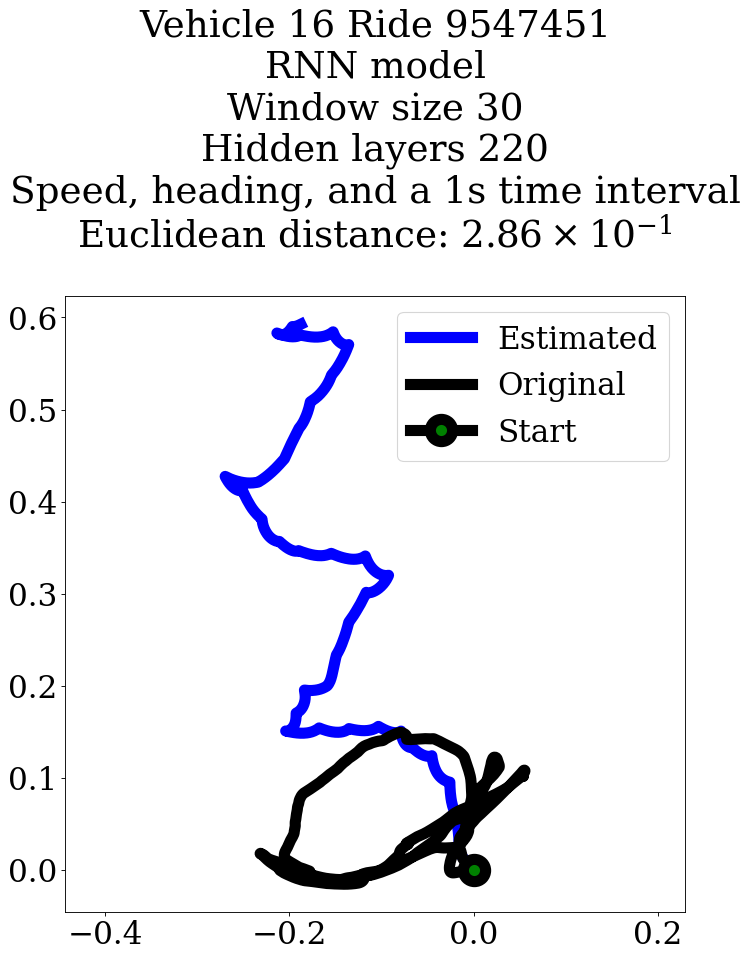 Vehicle 16 Ride 9547451
RNN model
Window size 30
Hidden layers 220
Speed, heading, and a 1s time interval
Euclidean distance: 2.86 × 10⁻¹
Estimated
Original
Start
0.6
0.5
0.4
0.3
0.2
0.1
0.0
−0.4
−0.2
0.0
0.2